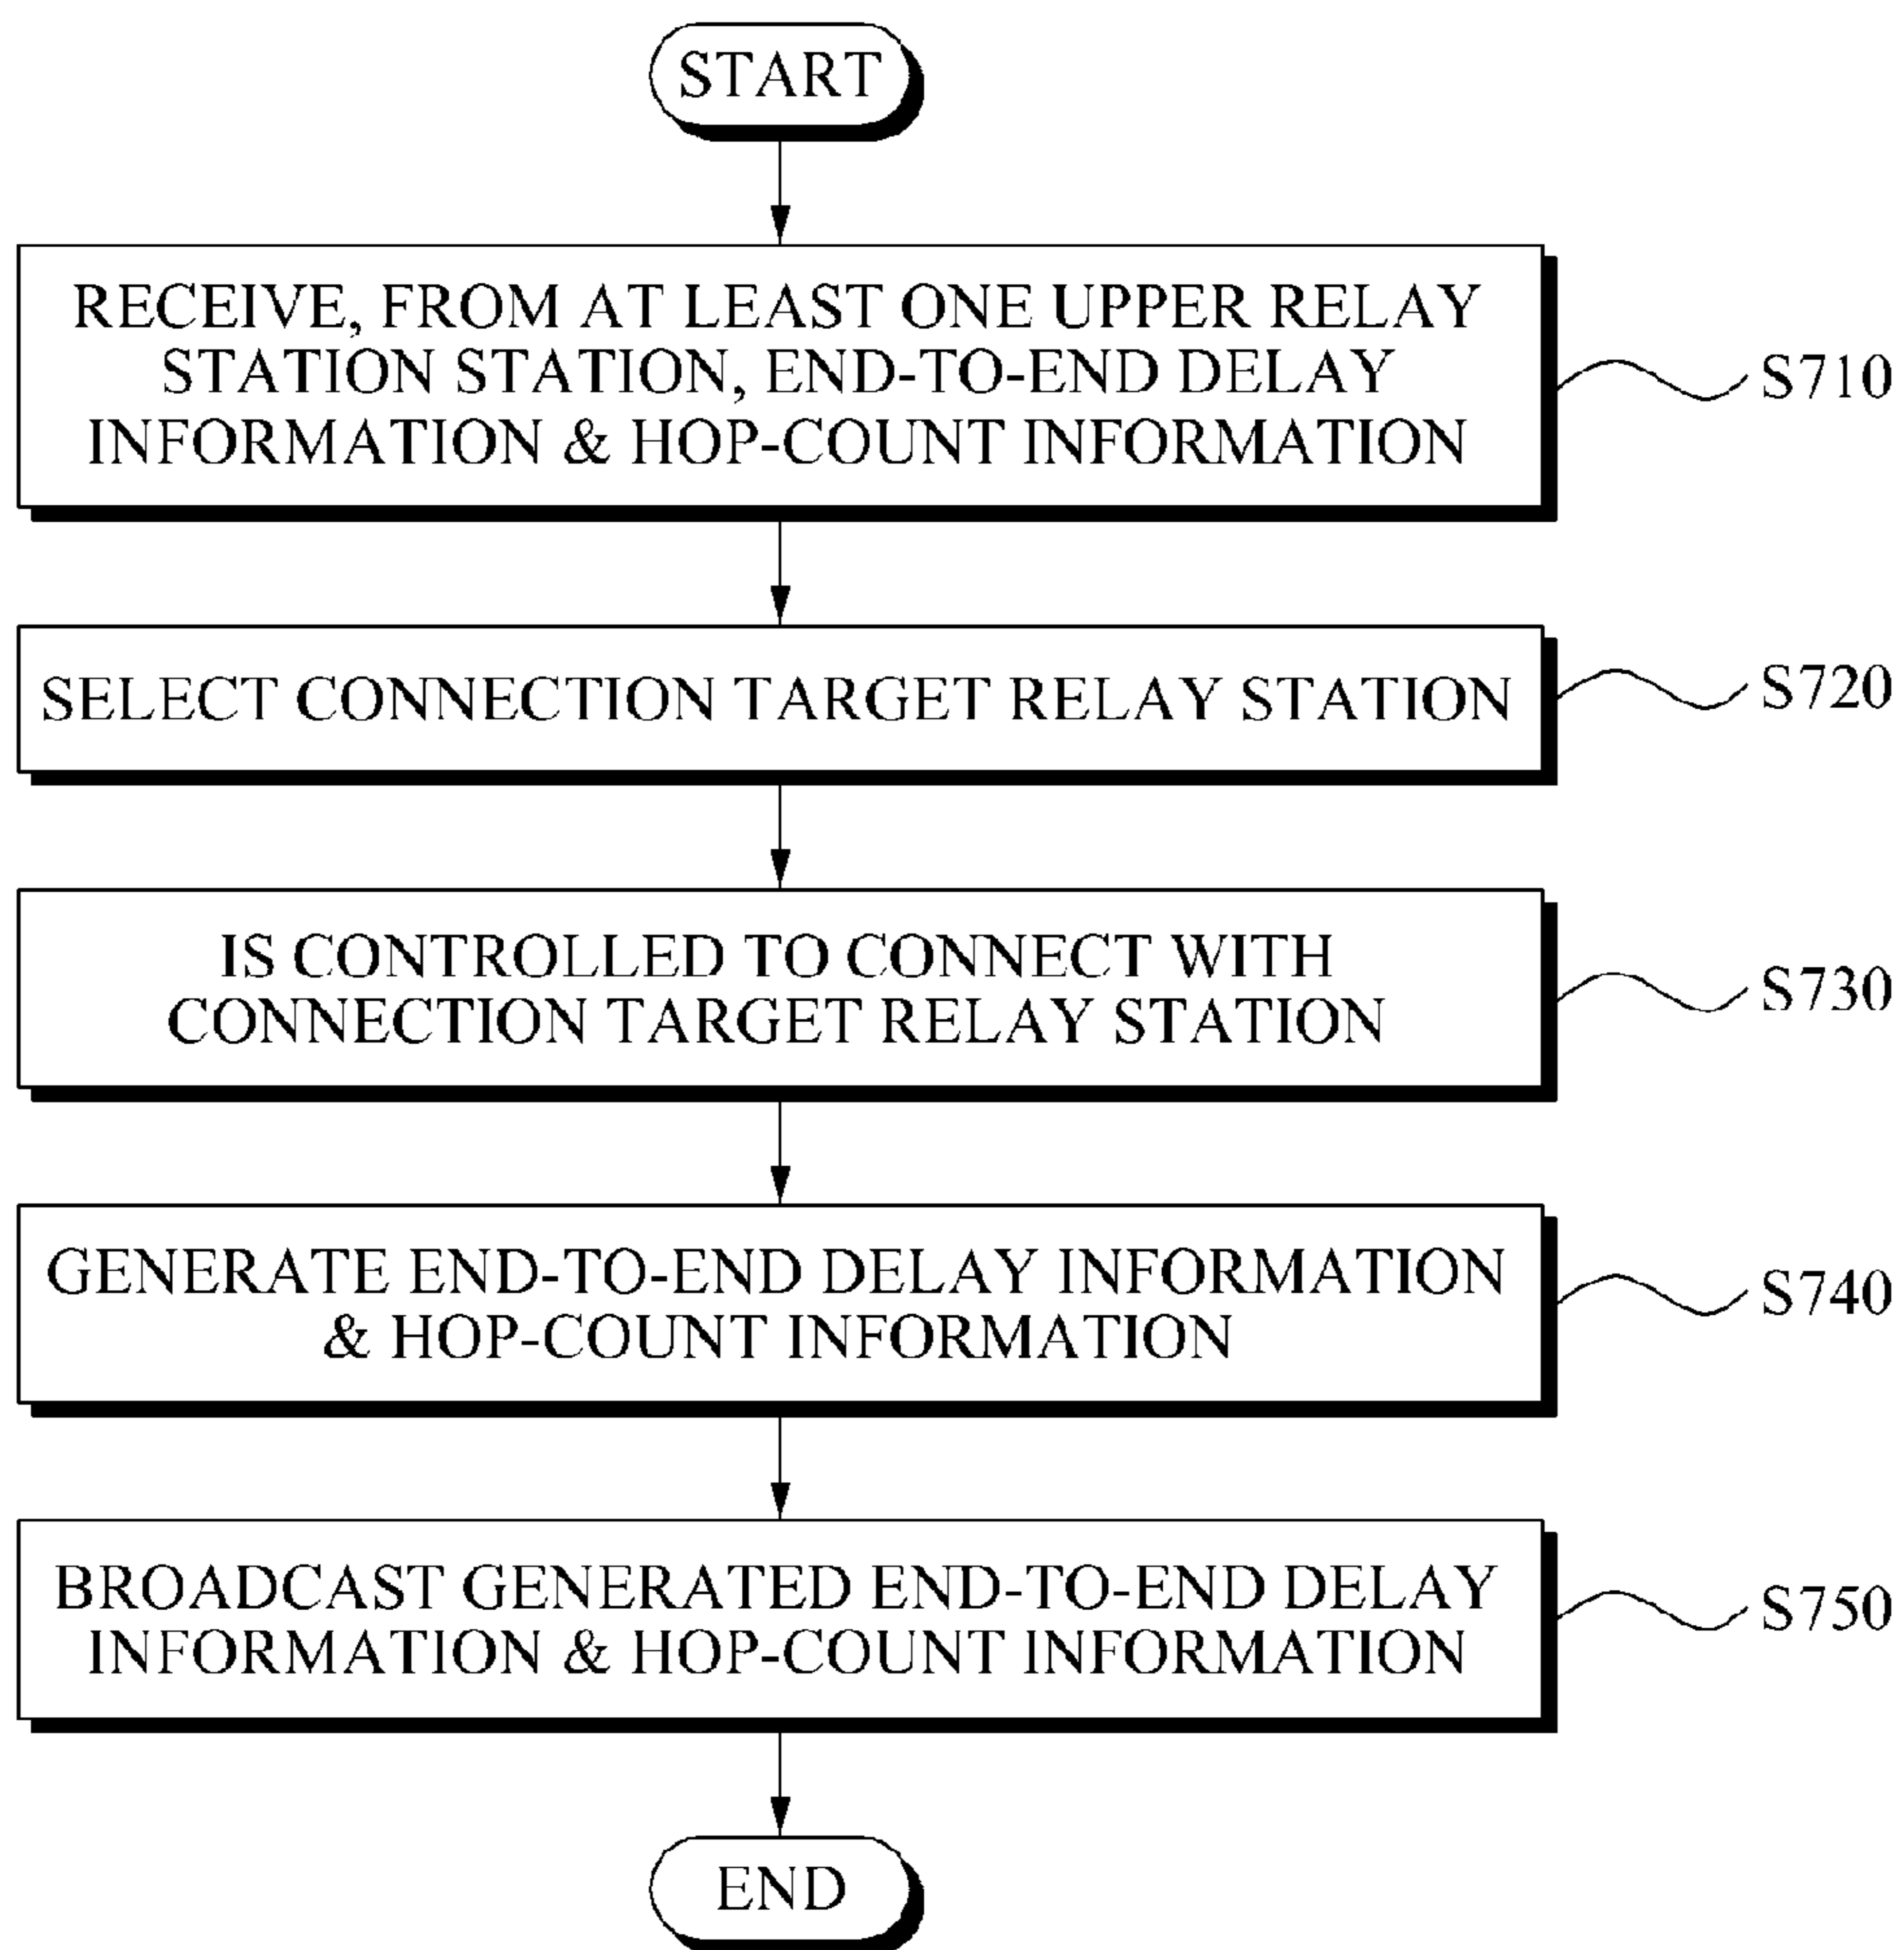 START
RECEIVE, FROM AT LEAST ONE UPPER RELAY
STATION STATION, END-TO-END DELAY
INFORMATION & HOP-COUNT INFORMATION
S710
SELECT CONNECTION TARGET RELAY STATION
S720
IS CONTROLLED TO CONNECT WITH
CONNECTION TARGET RELAY STATION
S730
GENERATE END-TO-END DELAY INFORMATION
& HOP-COUNT INFORMATION
S740
BROADCAST GENERATED END-TO-END DELAY
INFORMATION & HOP-COUNT INFORMATION
S750
END